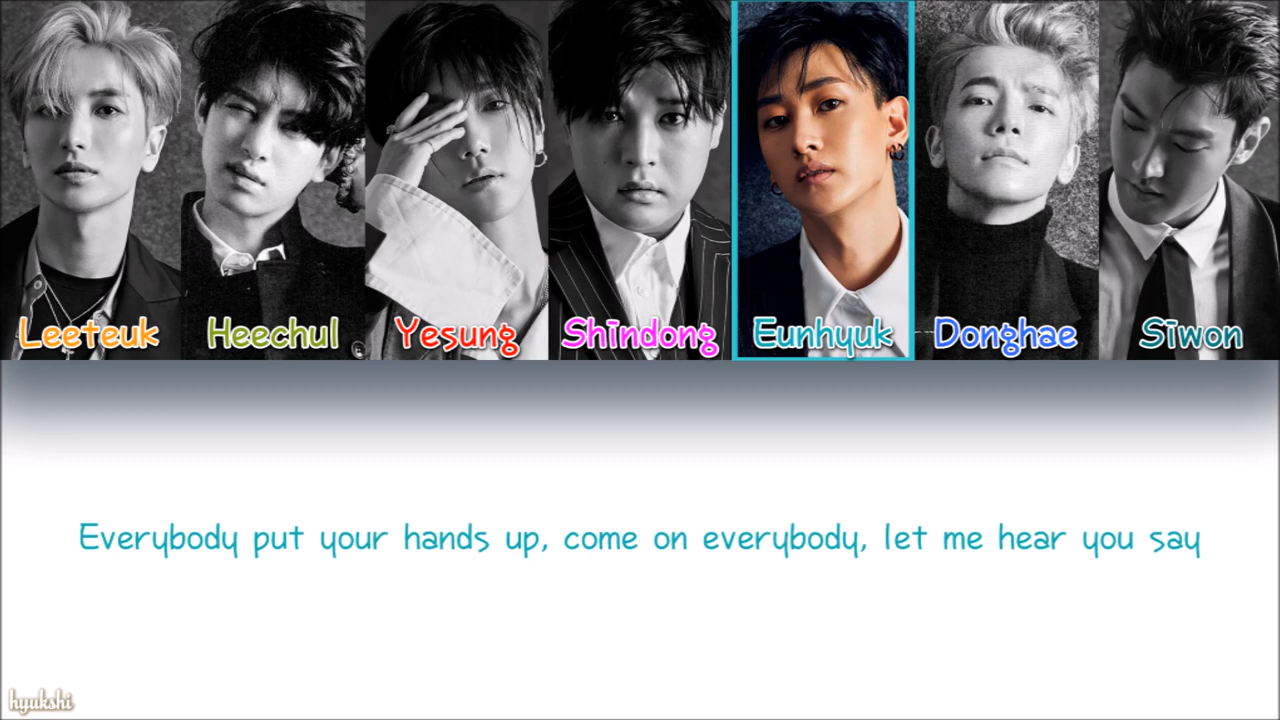 Leeteuk Heechul Yesung Shindong Eunhyuk Donghae Siwon
Everybody put your hands up, come on everybody, let me hear you say
hyukshi